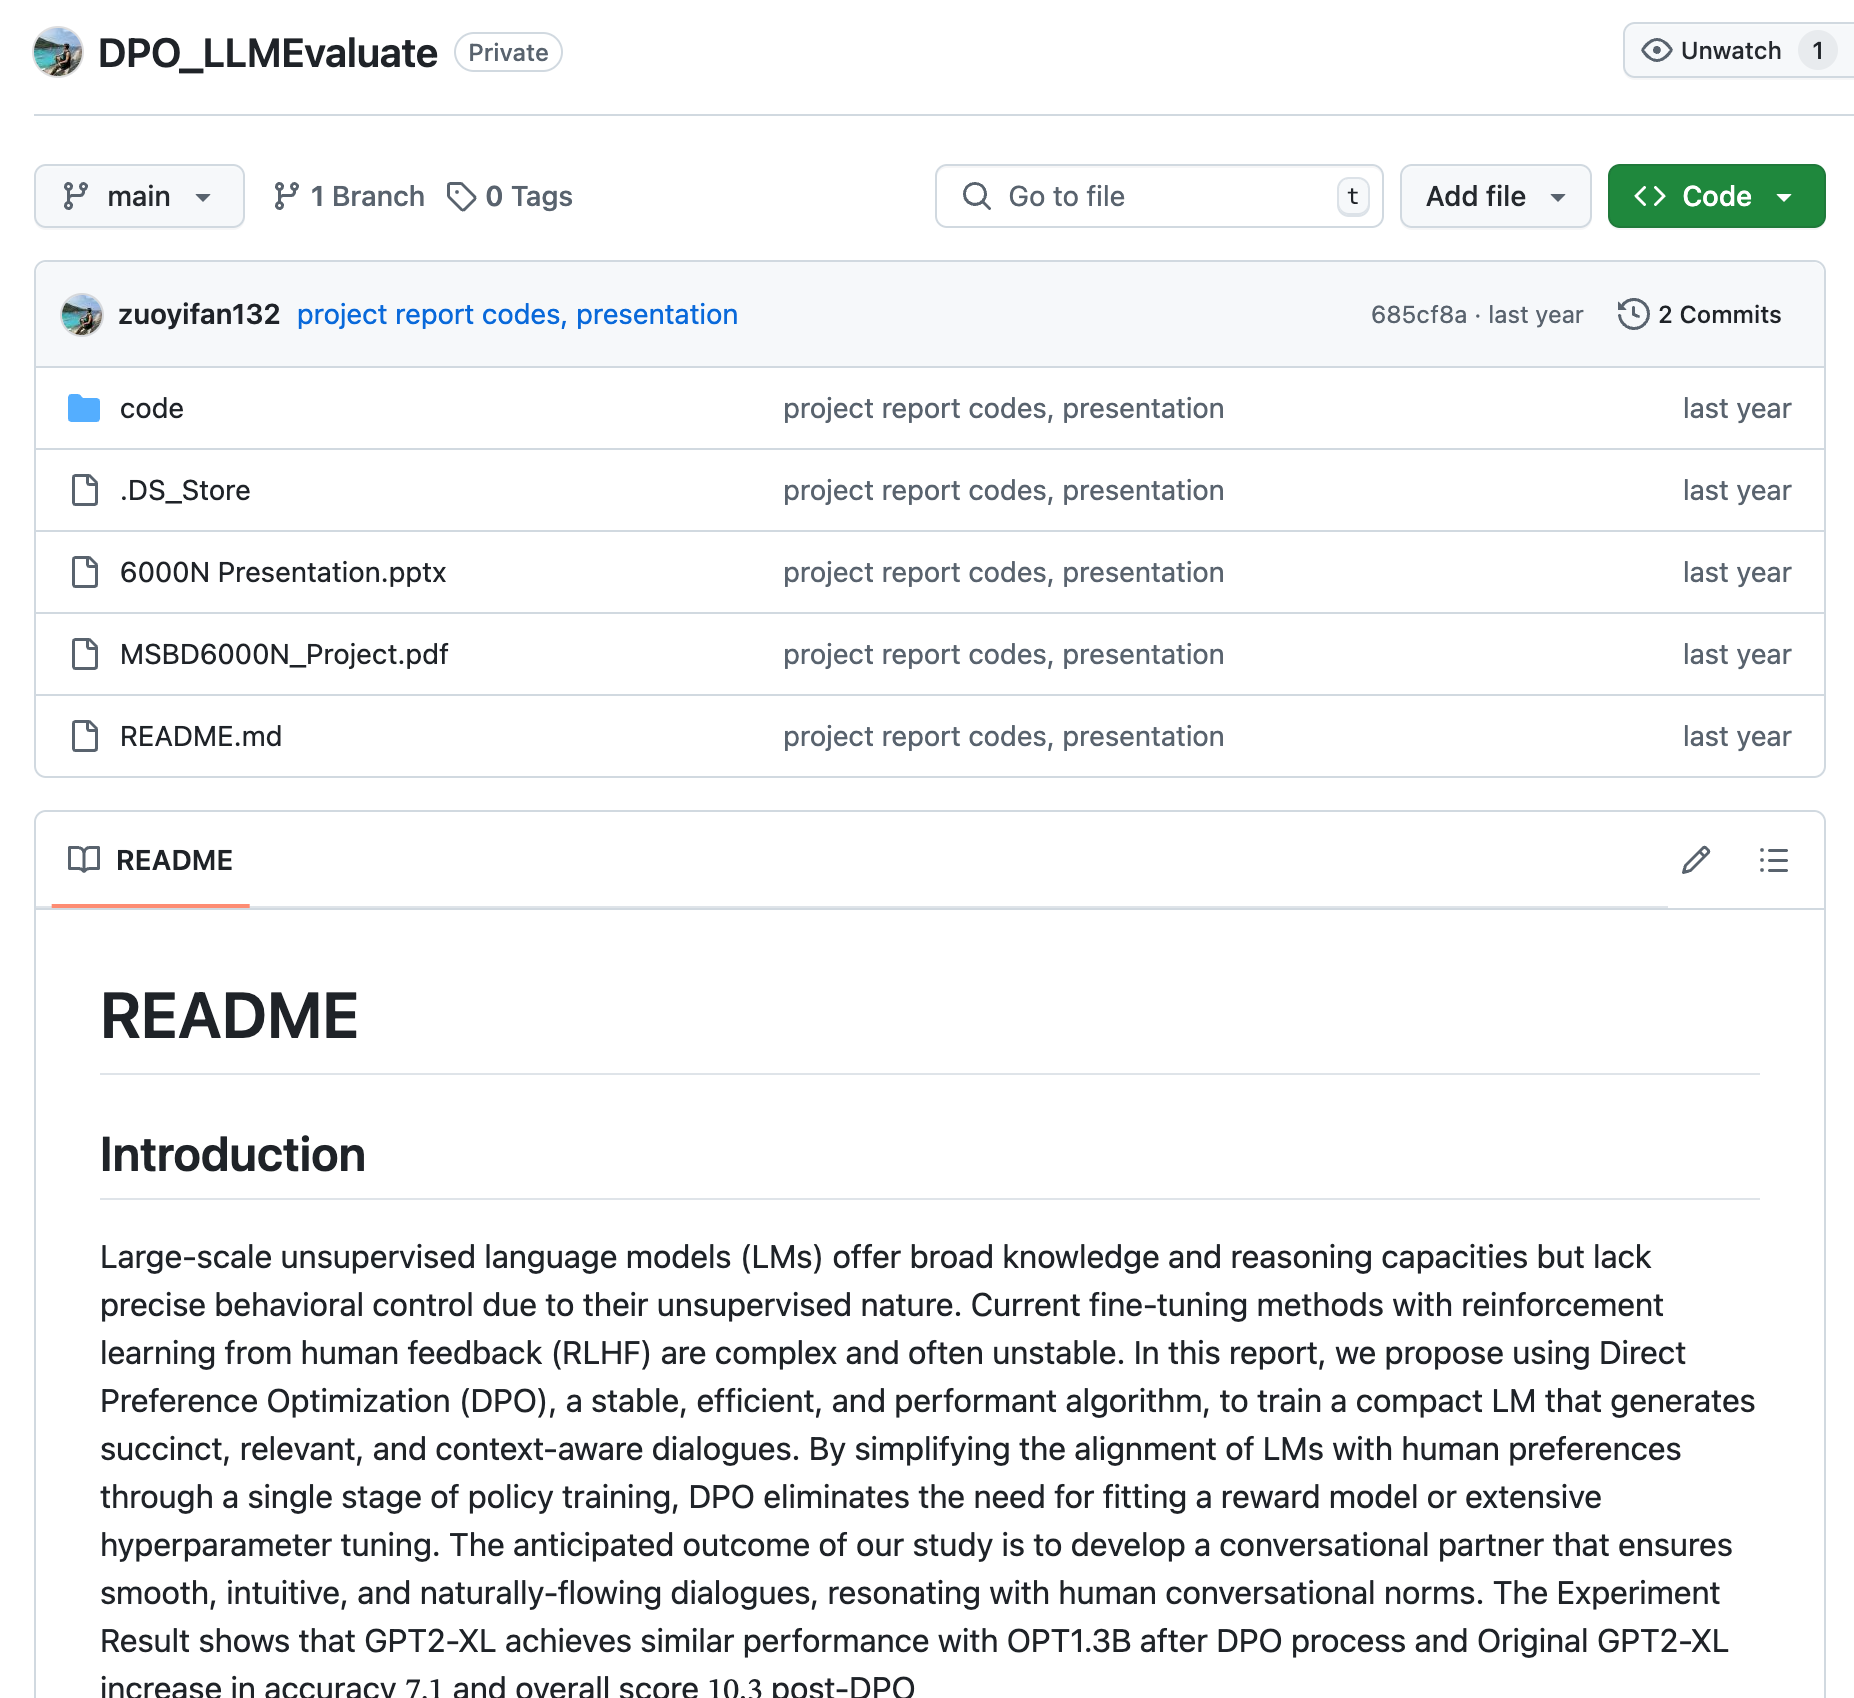 DPO_LLMEvaluate Private Unwatch 1
main 1 Branch 0 Tags Go to file t Add file Code
zuoyifan132 project report codes, presentation 685cf8a · last year 2 Commits
code project report codes, presentation last year
.DS_Store project report codes, presentation last year
6000N Presentation.pptx project report codes, presentation last year
MSBD6000N_Project.pdf project report codes, presentation last year
README.md project report codes, presentation last year
README
README
Introduction
Large-scale unsupervised language models (LMs) offer broad knowledge and reasoning capacities but lack
precise behavioral control due to their unsupervised nature. Current fine-tuning methods with reinforcement
learning from human feedback (RLHF) are complex and often unstable. In this report, we propose using Direct
Preference Optimization (DPO), a stable, efficient, and performant algorithm, to train a compact LM that generates
succinct, relevant, and context-aware dialogues. By simplifying the alignment of LMs with human preferences
through a single stage of policy training, DPO eliminates the need for fitting a reward model or extensive
hyperparameter tuning. The anticipated outcome of our study is to develop a conversational partner that ensures
smooth, intuitive, and naturally-flowing dialogues, resonating with human conversational norms. The Experiment
Result shows that GPT2-XL achieves similar performance with OPT1.3B after DPO process and Original GPT2-XL
increase in accuracy 7.1 and overall score 10.3 post-DPO